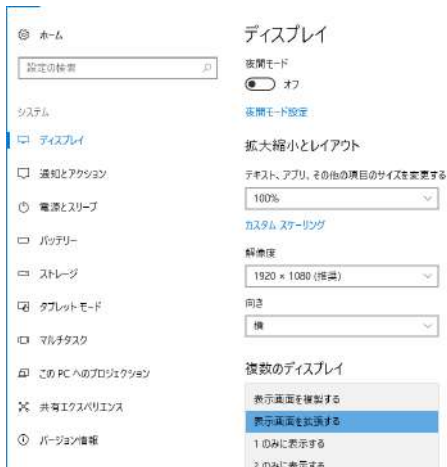 ホーム
設定の検索
システム
ディスプレイ
通知とアクション
電源とスリープ
バッテリー
ストレージ
タブレット モード
マルチタスク
この PC へのプロジェクション
共有エクスペリエンス
バージョン情報
ディスプレイ
夜間モード
オフ
夜間モード設定
拡大縮小とレイアウト
テキスト、アプリ、その他の項目のサイズを変更する
100%
カスタム スケーリング
解像度
1920 × 1080 (推奨)
向き
横
複数のディスプレイ
表示画面を複製する
表示画面を拡張する
1 のみに表示する
2 のみに表示する